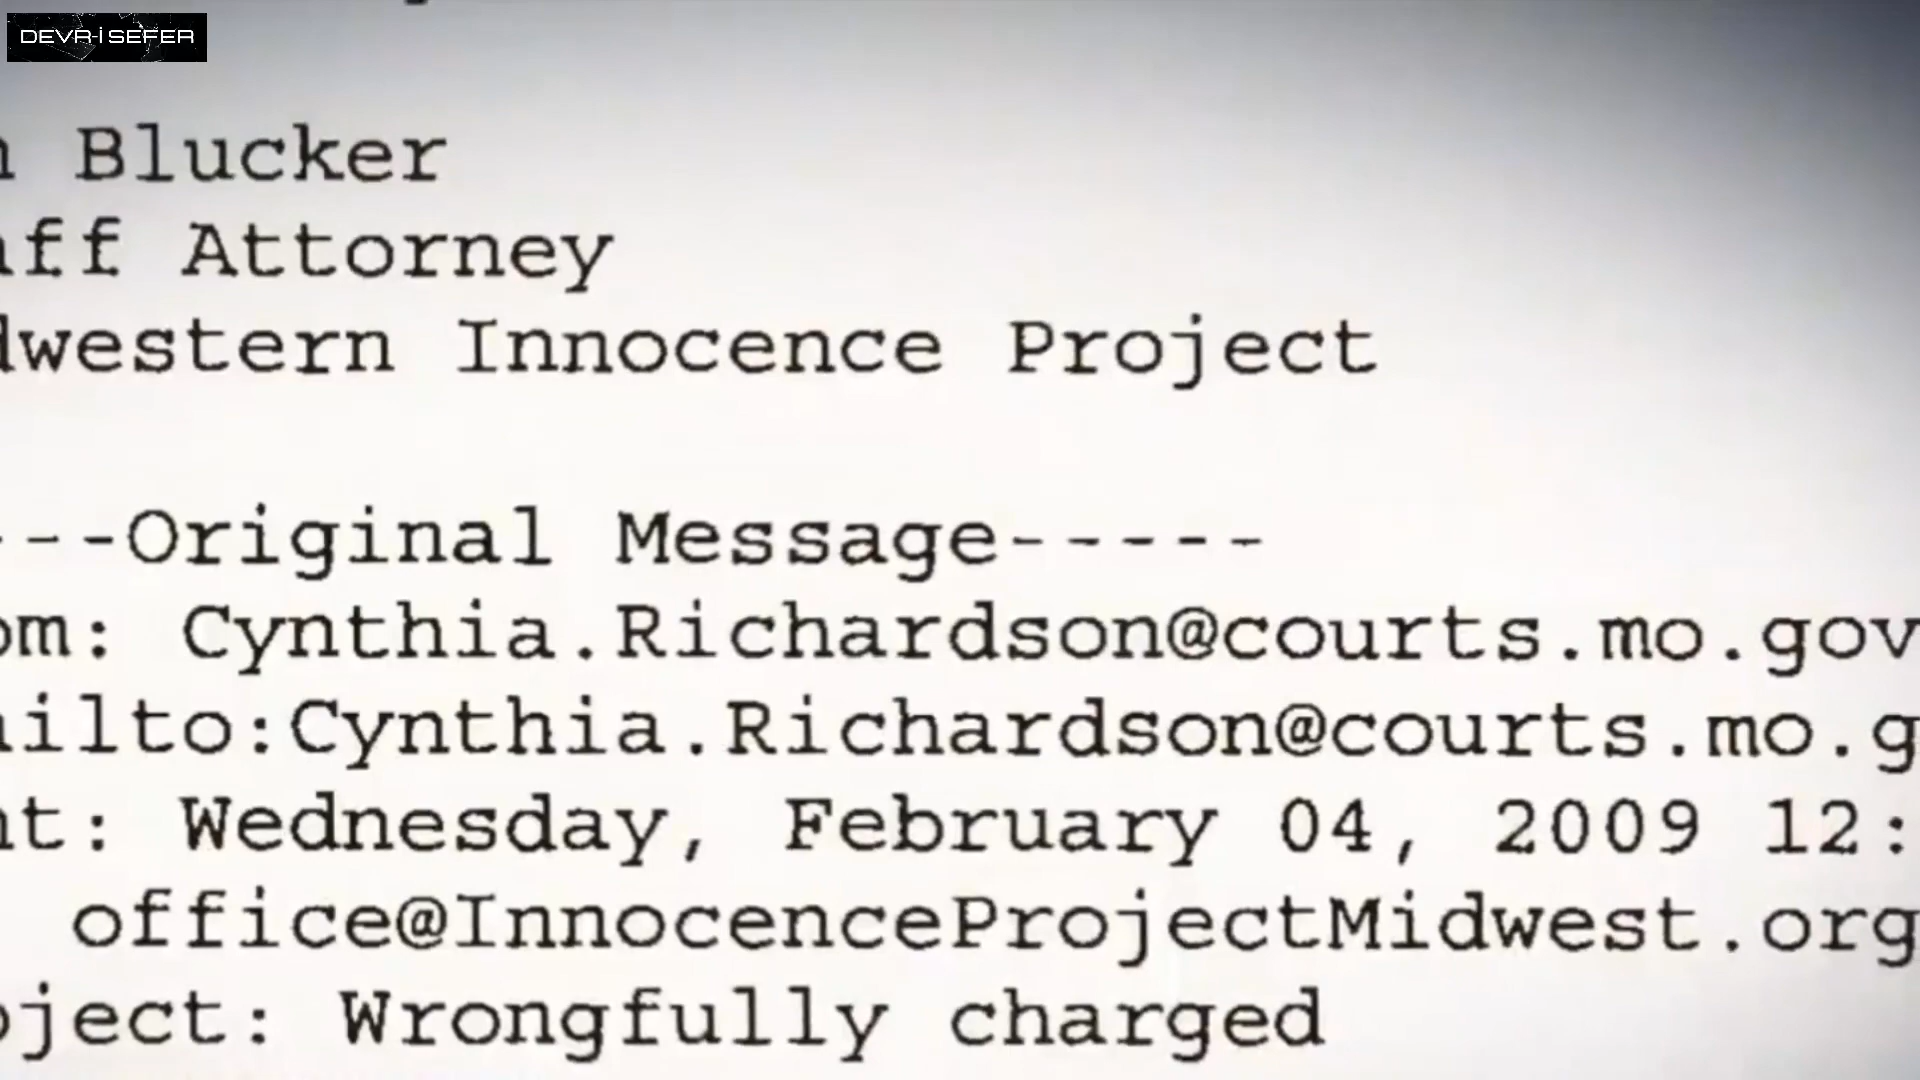 DEVR-İ SEFER
n Blucker
aff Attorney
dwestern Innocence Project
---Original Message-----
om: Cynthia.Richardson@courts.mo.gov
ailto:Cynthia.Richardson@courts.mo.g
nt: Wednesday, February 04, 2009 12:
office@InnocenceProjectMidwest.org
bject: Wrongfully charged